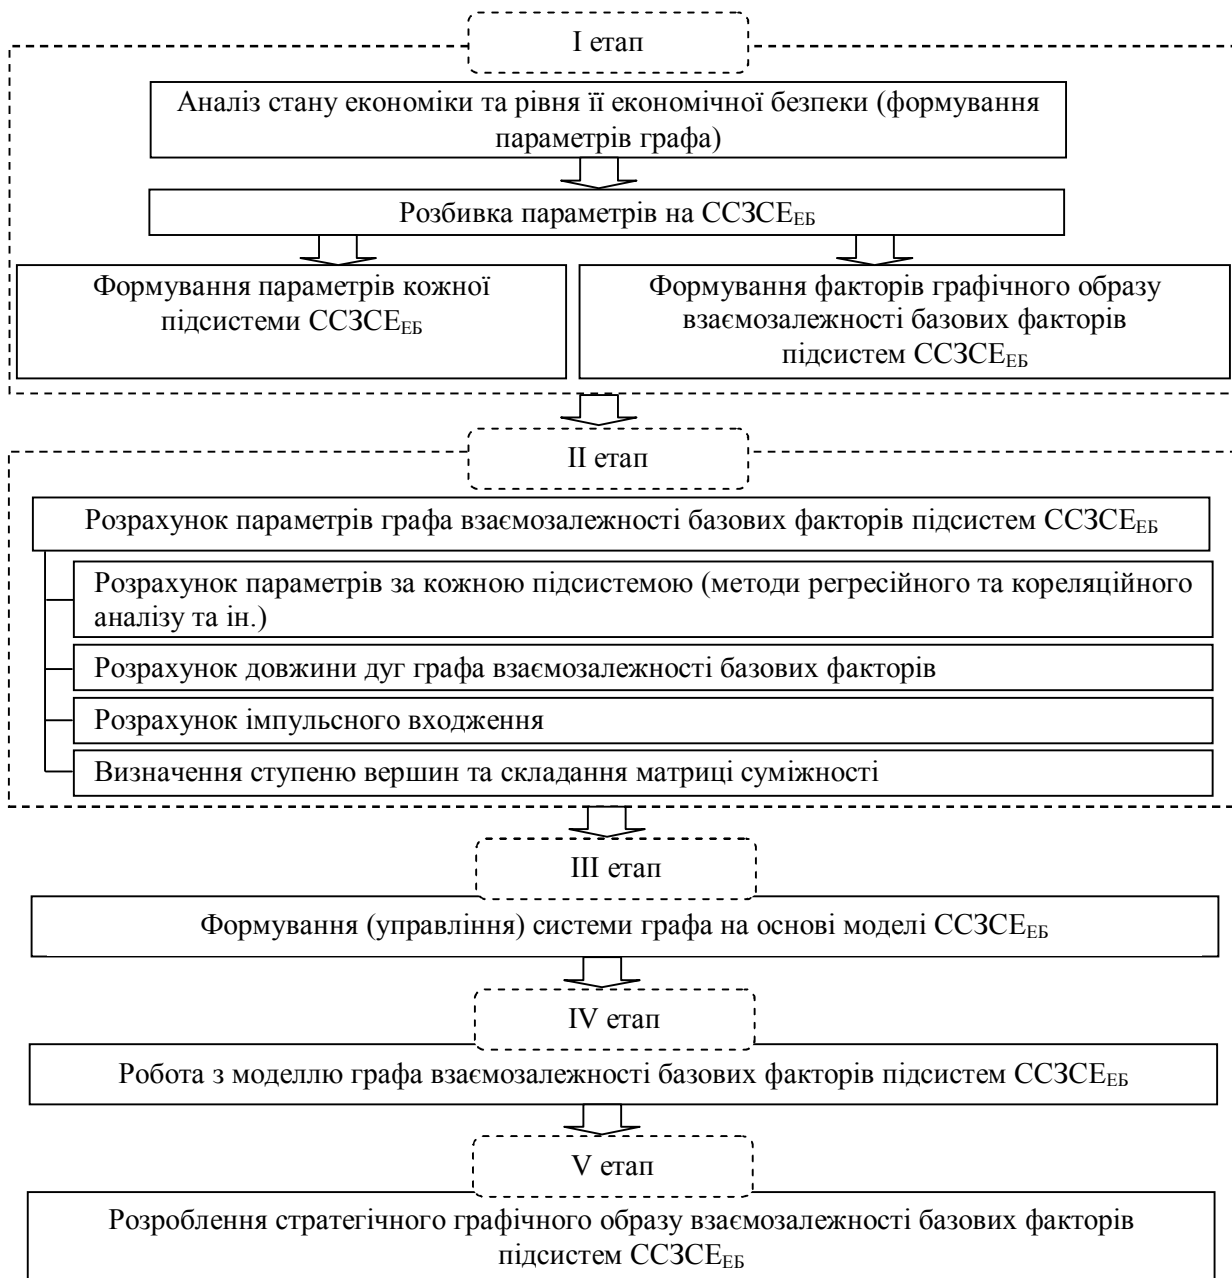 І етап
Аналіз стану економіки та рівня її економічної безпеки (формування
параметрів графа)
Розбивка параметрів на ССЗСЕЕБ
Формування параметрів кожної
підсистеми ССЗСЕЕБ
Формування факторів графічного образу
взаємозалежності базових факторів
підсистем ССЗСЕЕБ
ІІ етап
Розрахунок параметрів графа взаємозалежності базових факторів підсистем ССЗСЕЕБ
Розрахунок параметрів за кожною підсистемою (методи регресійного та кореляційного
аналізу та ін.)
Розрахунок довжини дуг графа взаємозалежності базових факторів
Розрахунок імпульсного входження
Визначення ступеню вершин та складання матриці суміжності
ІІІ етап
Формування (управління) системи графа на основі моделі ССЗСЕЕБ
IV етап
Робота з моделлю графа взаємозалежності базових факторів підсистем ССЗСЕЕБ
V етап
Розроблення стратегічного графічного образу взаємозалежності базових факторів
підсистем ССЗСЕЕБ